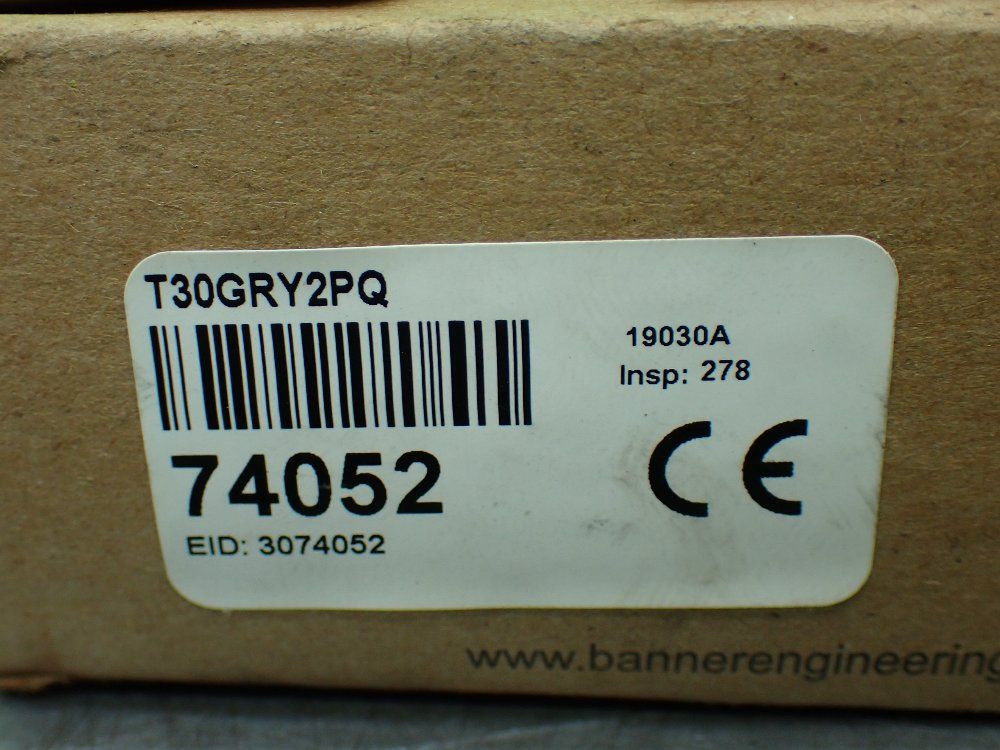 T30GRY2PQ
19030A
Insp: 278
74052
CE
EID: 3074052
www.bannerengineering